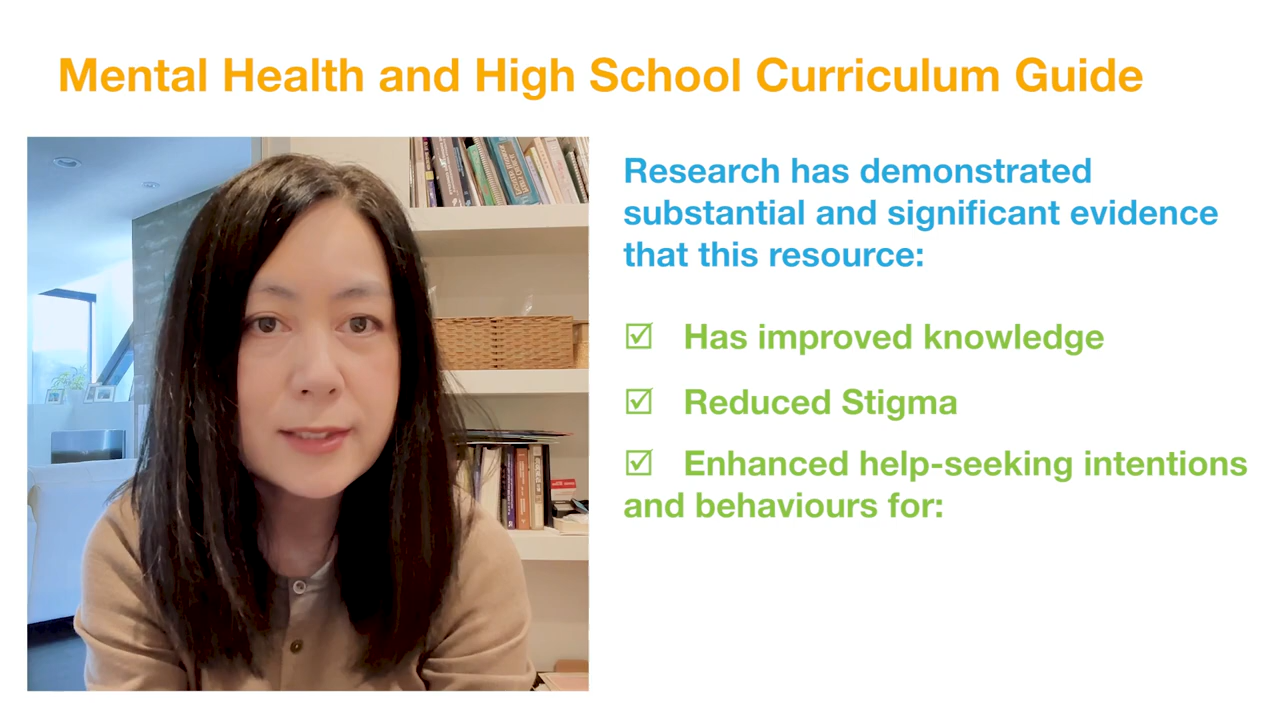 Mental Health and High School Curriculum Guide
Research has demonstrated
substantial and significant evidence
that this resource:
☑ Has improved knowledge
☑ Reduced Stigma
☑ Enhanced help-seeking intentions
and behaviours for: